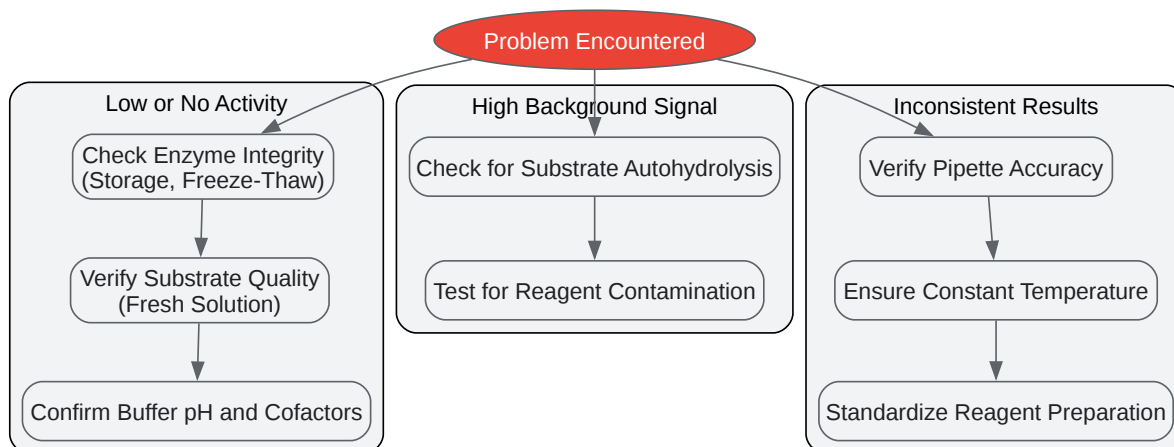 Problem Encountered
Low or No Activity
Check Enzyme Integrity
(Storage, Freeze-Thaw)
Verify Substrate Quality
(Fresh Solution)
Confirm Buffer pH and Cofactors
High Background Signal
Check for Substrate Autohydrolysis
Test for Reagent Contamination
Inconsistent Results
Verify Pipette Accuracy
Ensure Constant Temperature
Standardize Reagent Preparation